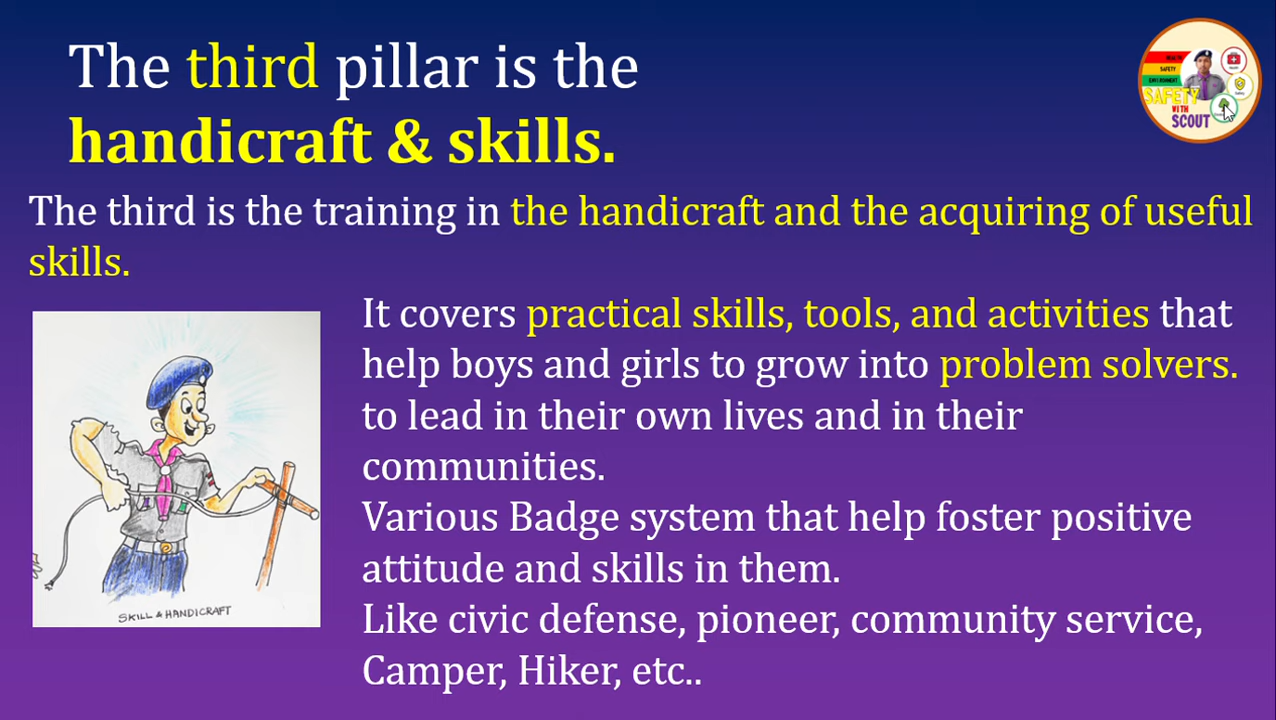 The third pillar is the
handicraft & skills.
SAFETY
ENVIRONMENT
SAFETY
WITH
SCOUT
The third is the training in the handicraft and the acquiring of useful
skills.
It covers practical skills, tools, and activities that
help boys and girls to grow into problem solvers.
to lead in their own lives and in their
communities.
Various Badge system that help foster positive
attitude and skills in them.
Like civic defense, pioneer, community service,
Camper, Hiker, etc..
SKILL & HANDICRAFT